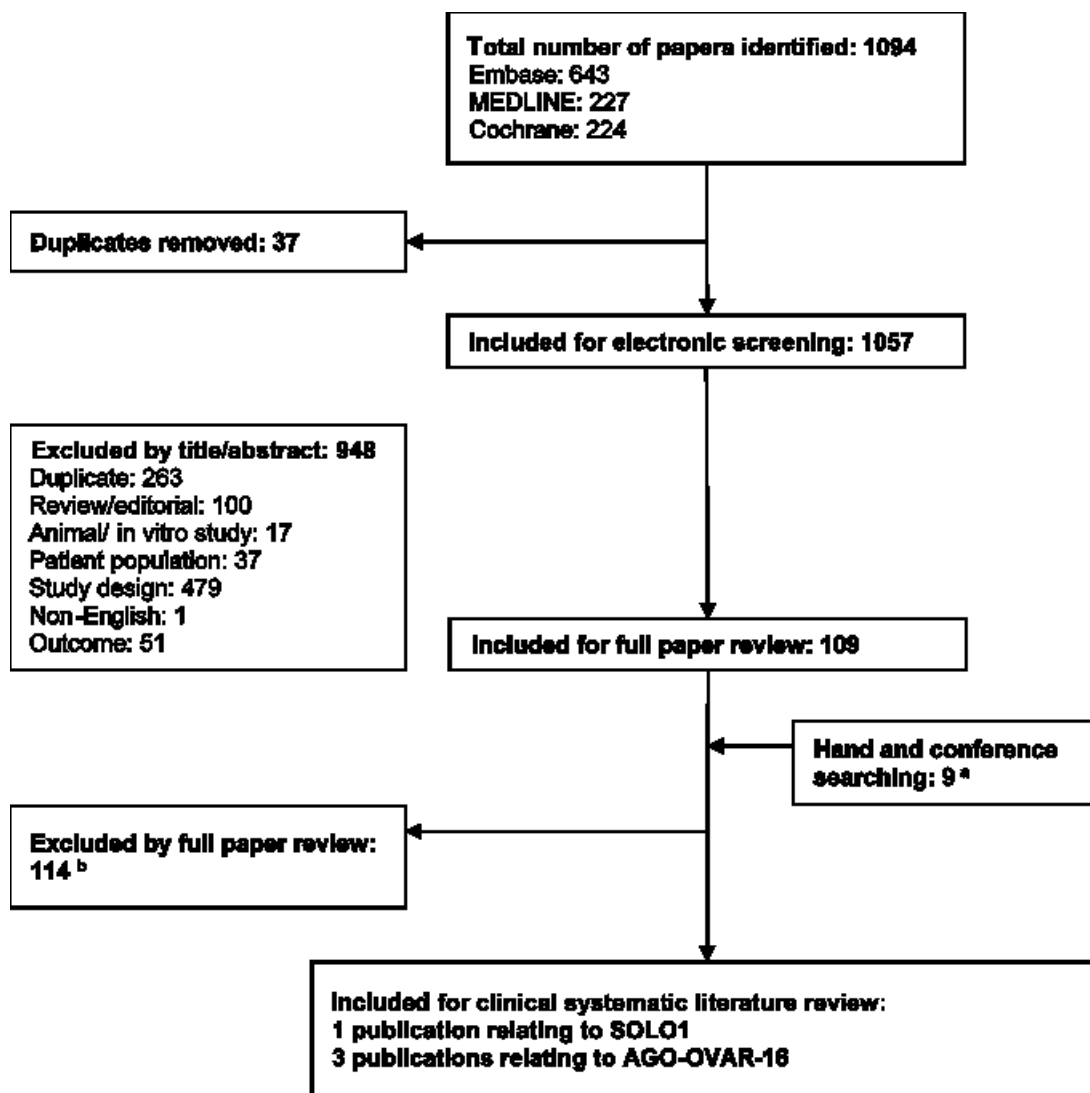 Total number of papers identified: 1094
Embase: 643
MEDLINE: 227
Cochrane: 224
Duplicates removed: 37
Included for electronic screening: 1057
Excluded by title/abstract: 948
Duplicate: 263
Review/editorial: 100
Animal/ in vitro study: 17
Patient population: 37
Study design: 479
Non-English: 1
Outcome: 51
Included for full paper review: 109
Hand and conference
searching: 9 a
Excluded by full paper review:
114 b
Included for clinical systematic literature review:
1 publication relating to SOLO1
3 publications relating to AGO-OVAR-16